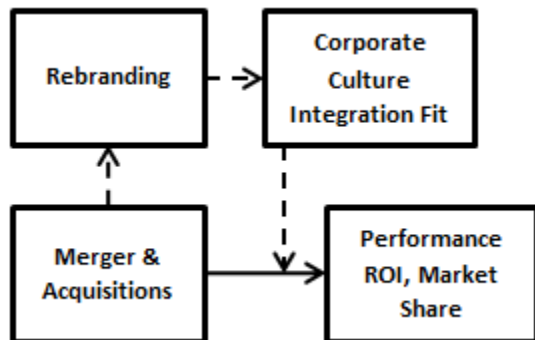 Rebranding
Corporate
Culture
Integration Fit
Merger &
Acquisitions
Performance
ROI, Market
Share